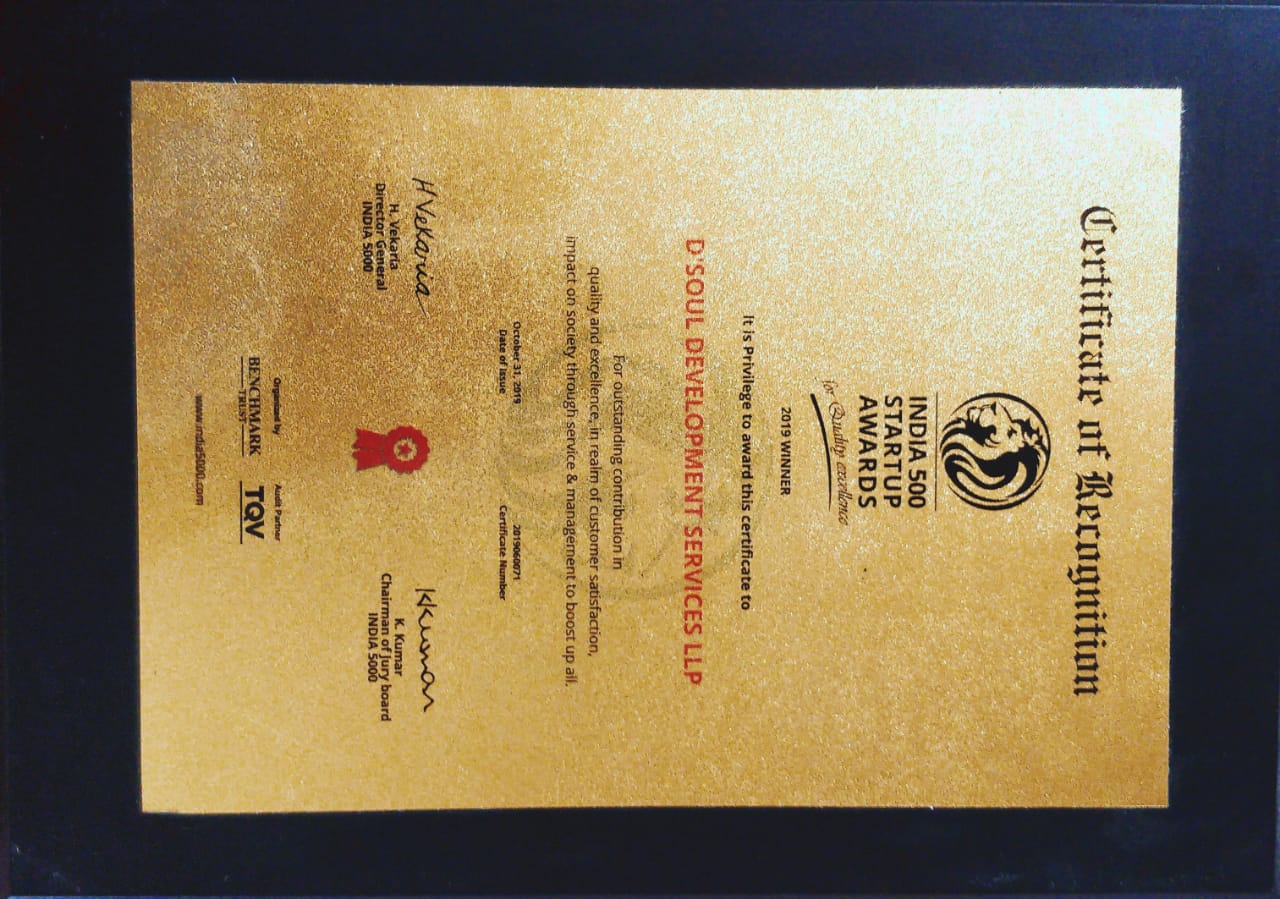 Certificate of Recognition
INDIA 500
STARTUP
AWARDS
for Quality excellence
2019 WINNER
It is Privilege to award this certificate to
D'SOUL DEVELOPMENT SERVICES LLP
For outstanding contribution in
quality and excellence, in realm of customer satisfaction,
impact on society through service & management to boost up all.
October 31, 2019
Date of Issue
2019060071
Certificate Number
H Vekaria
H. Vekaria
Director General
INDIA 5000
KKumar
K. Kumar
Chairman of Jury board
INDIA 5000
Organized by
BENCHMARK
TRUST
Audit Partner
TQV
www.india5000.com